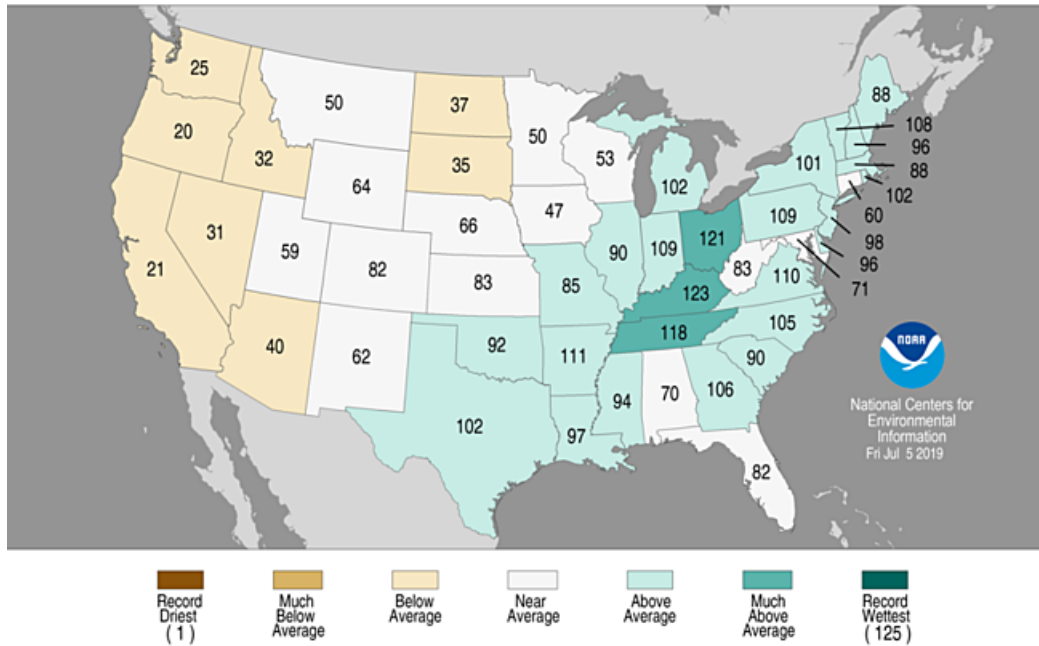 25
50
37
88
108
50
20
96
53
101
32
35
88
64
102
102
47
60
109
66
121
98
31
90
109
59
83
96
110
21
82
83
85
71
123
105
118
40
92
111
90
62
NOAA
94
70
106
102
97
National Centers for
Environmental
Information
Fri Jul 5 2019
82
Record
Driest
(1)
Much
Below
Average
Below
Average
Near
Average
Above
Average
Much
Above
Average
Record
Wettest
(125)